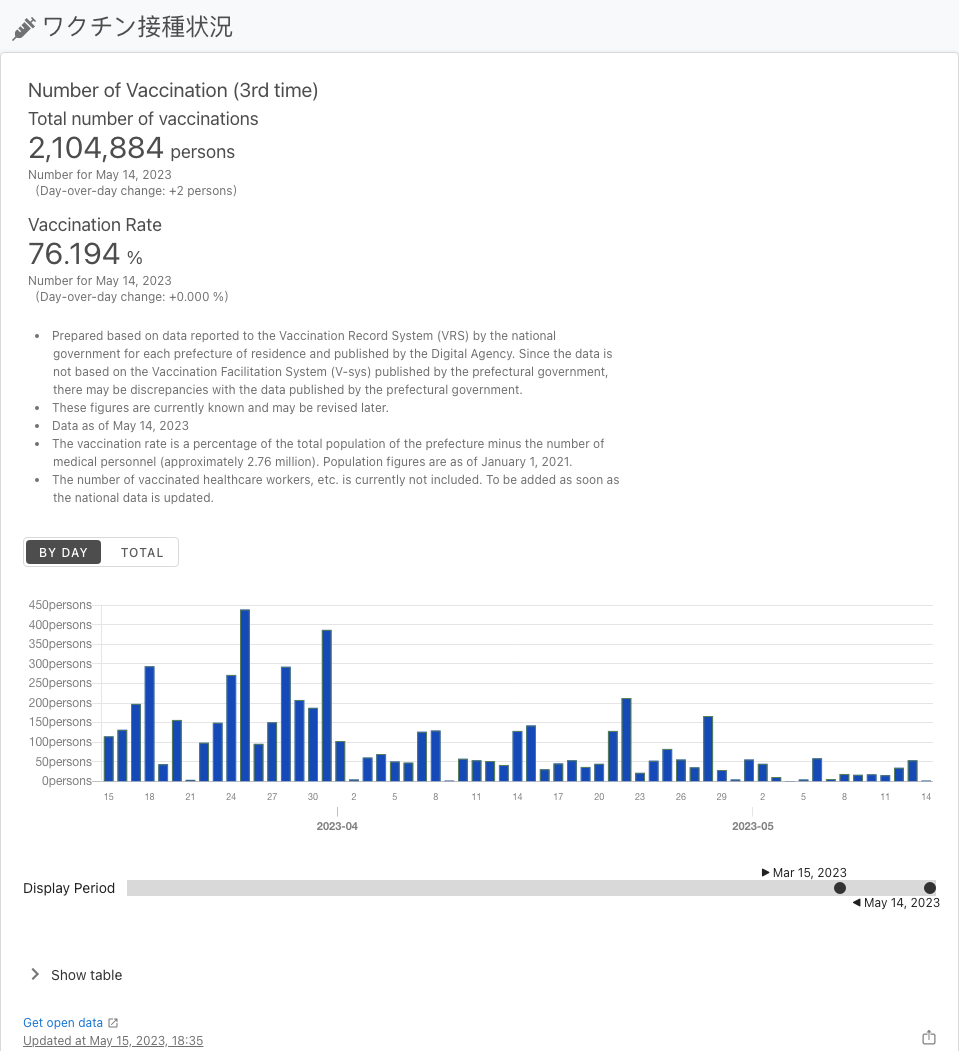 ワクチン接種状況
Number of Vaccination (3rd time)
Total number of vaccinations
2,104,884 persons
Number for May 14, 2023
(Day-over-day change: +2 persons)
Vaccination Rate
76.194 %
Number for May 14, 2023
(Day-over-day change: +0.000 %)
• Prepared based on data reported to the Vaccination Record System (VRS) by the national
government for each prefecture of residence and published by the Digital Agency. Since the data is
not based on the Vaccination Facilitation System (V-sys) published by the prefectural government,
there may be discrepancies with the data published by the prefectural government.
• These figures are currently known and may be revised later.
• Data as of May 14, 2023
• The vaccination rate is a percentage of the total population of the prefecture minus the number of
medical personnel (approximately 2.76 million). Population figures are as of January 1, 2021.
• The number of vaccinated healthcare workers, etc. is currently not included. To be added as soon as
the national data is updated.
BY DAY TOTAL
450persons
400persons
350persons
300persons
250persons
200persons
150persons
100persons
50persons
0persons
15 18 21 24 27 30 2 5 8 11 14 17 20 23 26 29 2 5 8 11 14
2023-04 2023-05
Mar 15, 2023
Display Period
May 14, 2023
Show table
Get open data
Updated at May 15, 2023, 18:35